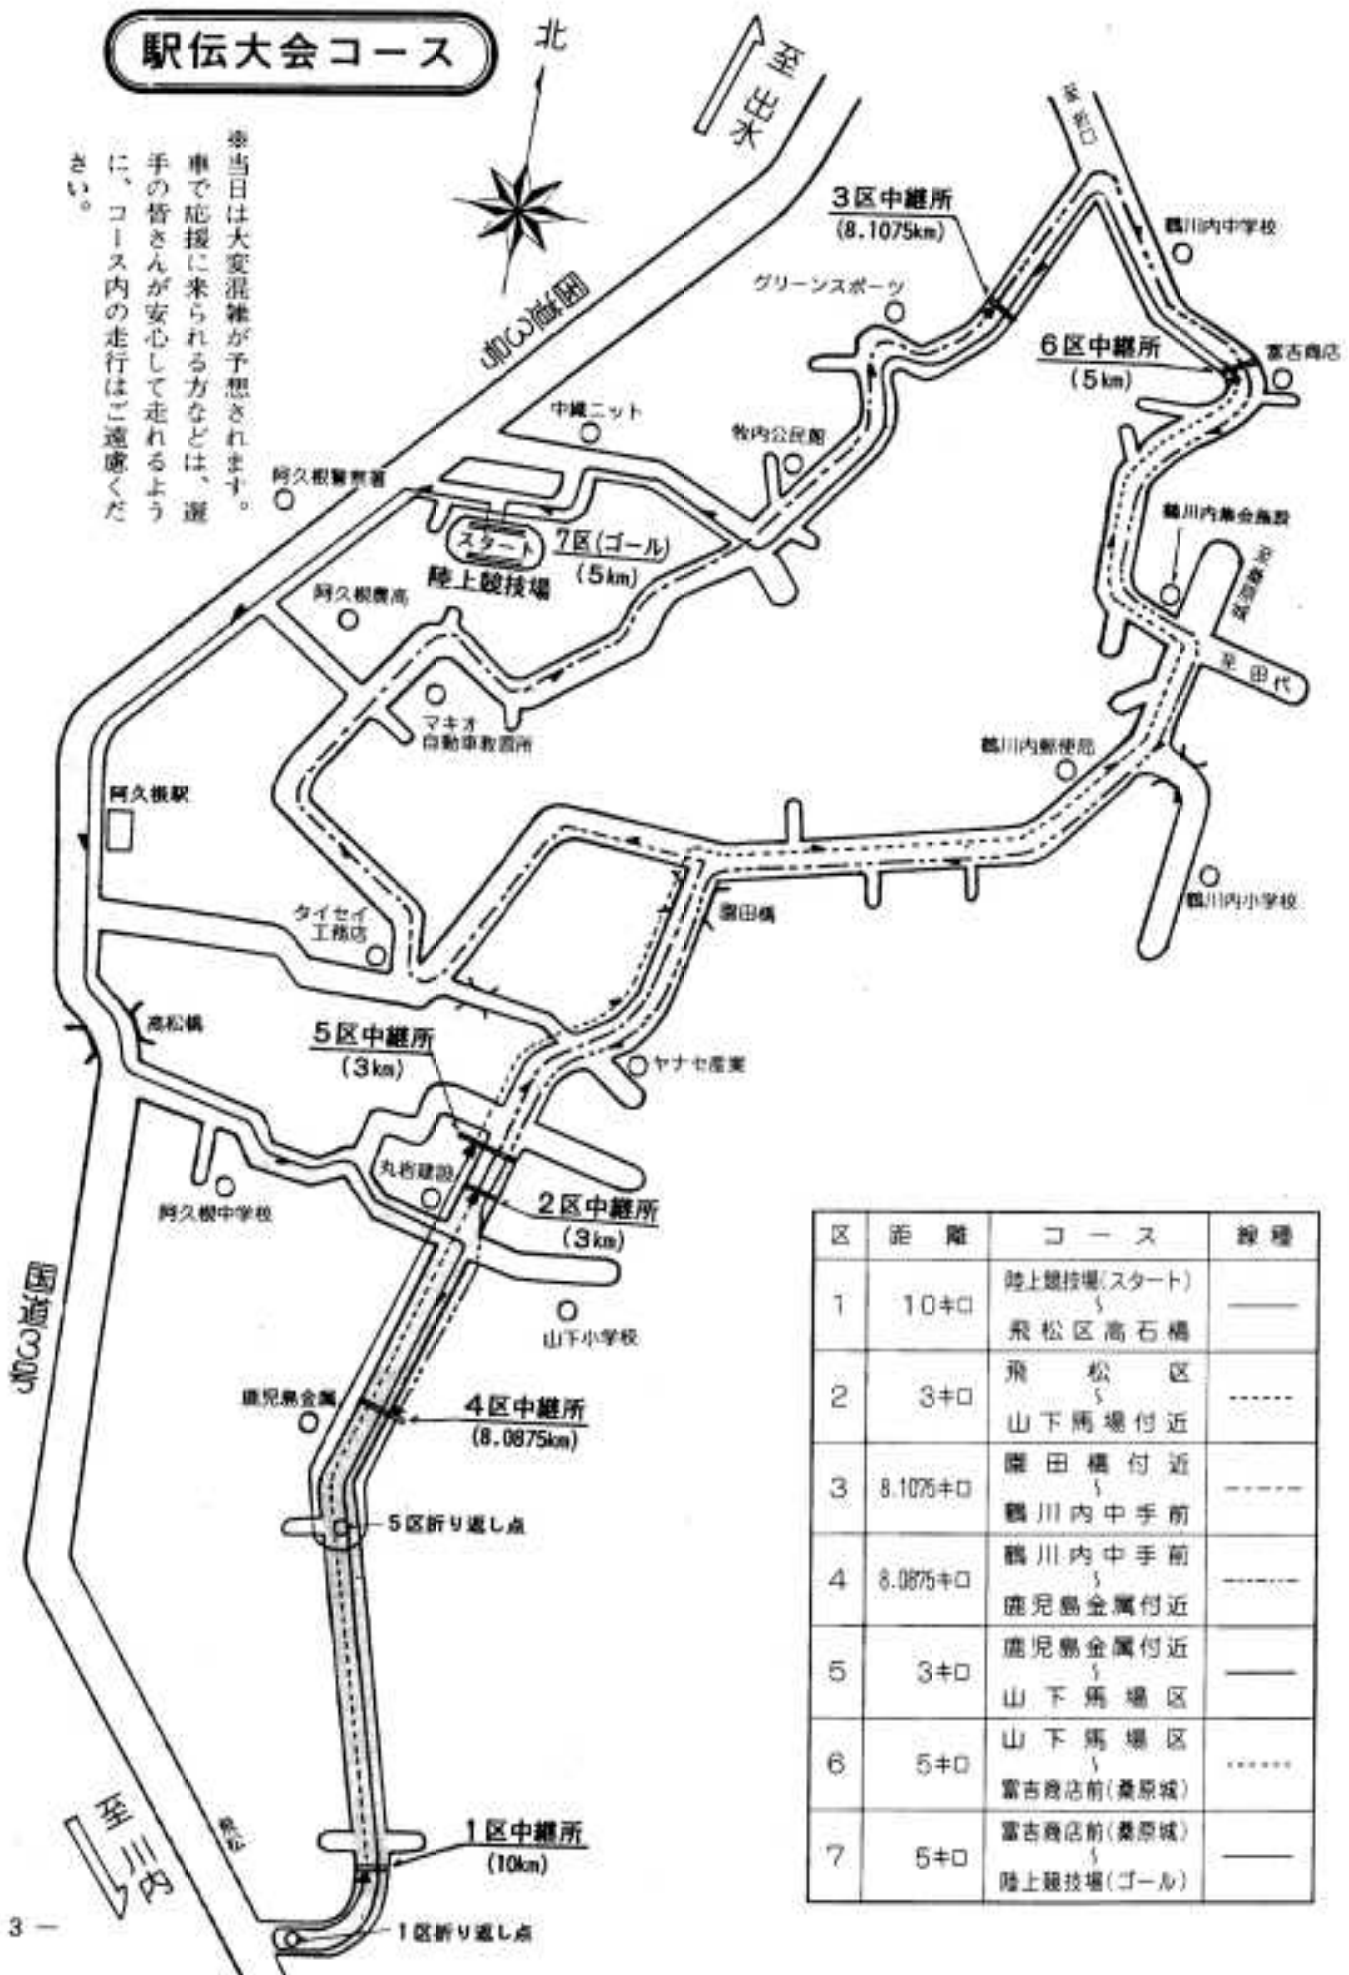 駅伝大会コース
北
至 出水
※当日は大変混雑が予想されます。
車で応援に来られる方などは、選
手の皆さんが安心して走れるよう
に、コース内の走行はご遠慮くだ
さい。
国道3号
3区中継所
(8.1075km)
鶴川内中学校
グリーンスポーツ
6区中継所
(5km)
富吉商店
中織ニット
牧内公民館
阿久根警察署
スタート
7区(ゴール)
(5km)
陸上競技場
鶴川内集会施設
阿久根農高
至田代
マキオ
自動車教習所
鶴川内郵便局
阿久根駅
タイセイ
工務店
園田橋
鶴川内小学校
高松橋
5区中継所
(3km)
ヤナセ産業
丸岩建設
阿久根中学校
2区中継所
(3km)
国道3号
山下小学校
鹿児島金属
4区中継所
(8.0875km)
5区折り返し点
至 川内
飛松
1区中継所
(10km)
1区折り返し点
3 −
区 距離 コース 線種
1 10キロ 陸上競技場(スタート)
〜
飛松区高石橋
2 3キロ 飛松区
〜
山下馬場付近
3 8.1075キロ 園田橋付近
〜
鶴川内中手前
4 8.0875キロ 鶴川内中手前
〜
鹿児島金属付近
5 3キロ 鹿児島金属付近
〜
山下馬場区
6 5キロ 山下馬場区
〜
富吉商店前(桑原城)
7 5キロ 富吉商店前(桑原城)
〜
陸上競技場(ゴール)